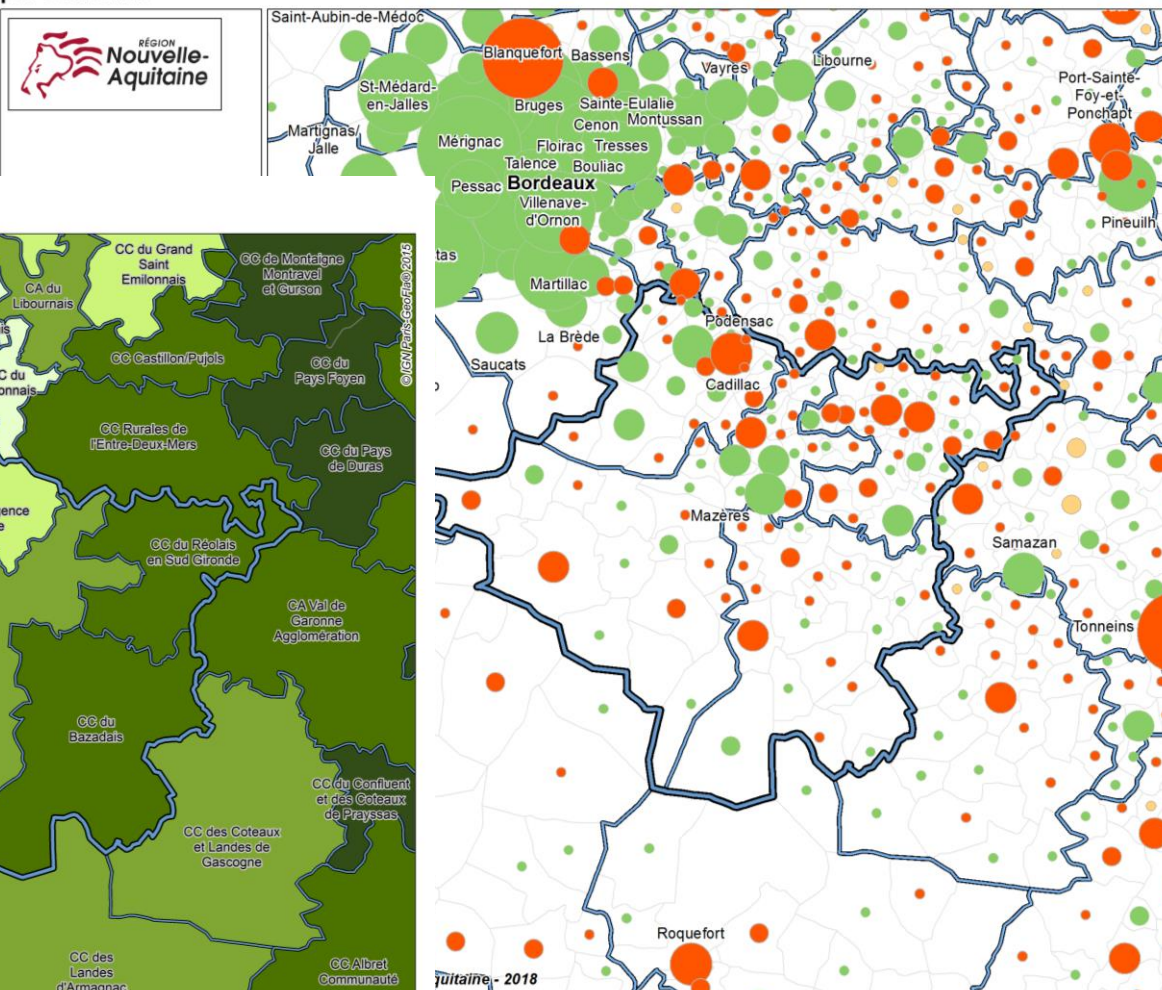 RÉGION
Nouvelle-
Aquitaine
Saint-Aubin-de-Médoc
Blanquefort
Bassens
Vayres
Libourne
St-Médard-
en-Jalles
Bruges
Sainte-Eulalie
Montussan
Port-Sainte-
Foy-et-
Ponchapt
Martignas/
Jalle
Mérignac
Cenon
Floirac
Tresses
Talence
Bouliac
Pessac
Bordeaux
Villenave-
d'Ornon
Pineuilh
tas
Martillac
La Brède
Podensac
Saucats
Cadillac
Mazères
Samazan
Tonneins
Roquefort
quitaine - 2018
CC du Grand
Saint
Emilionnais
CC de Montaigne
Montravel
et Gurson
CA du
Libournais
© IGN Paris-GeoFla©2015
CC Castillon/Pujols
CC du
Pays Foyen
C du
onnais
CC Rurales de
l'Entre-Deux-Mers
CC du Pays
de Duras
gence
e
CC du Réolais
en Sud Gironde
CA Val de
Garonne
Agglomération
CC du
Bazadais
CC du Confluent
et des Coteaux
de Prayssas
CC des Coteaux
et Landes de
Gascogne
CC des
Landes
d'Armagnac
CC Albret
Communauté